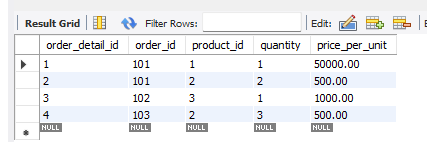 Result Grid Filter Rows: Edit:
order_detail_id order_id product_id quantity price_per_unit
1 101 1 1 50000.00
2 101 2 2 500.00
3 102 3 1 1000.00
4 103 2 3 500.00
NULL NULL NULL NULL NULL